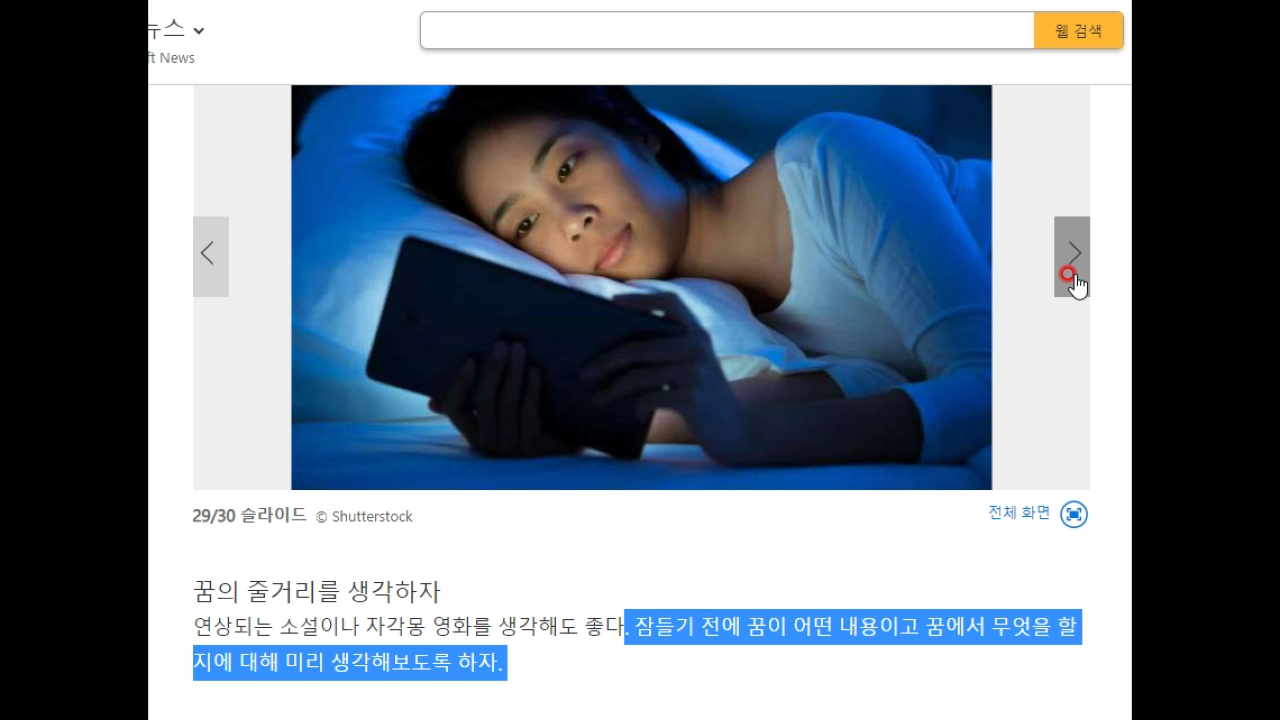 뉴스
웹 검색
ft News
29/30 슬라이드 © Shutterstock
전체 화면
꿈의 줄거리를 생각하자
연상되는 소설이나 자각몽 영화를 생각해도 좋다. 잠들기 전에 꿈이 어떤 내용이고 꿈에서 무엇을 할
지에 대해 미리 생각해보도록 하자.